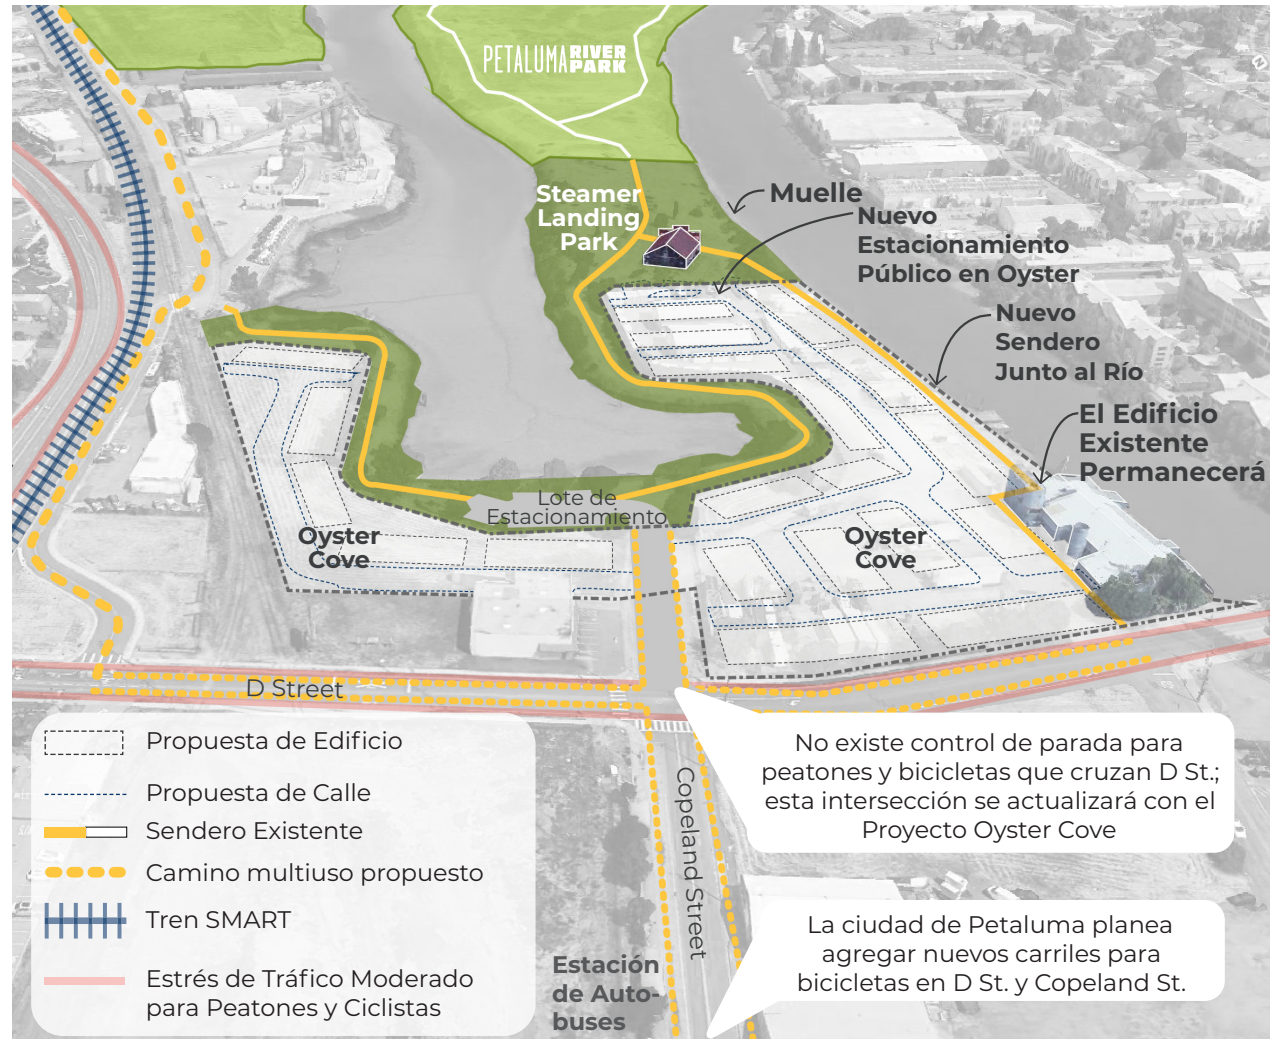 PETALUMA RIVER PARK
Steamer
Landing
Park
Muelle
Nuevo
Estacionamiento
Público en Oyster
Nuevo
Sendero
Junto al Río
El Edificio
Existente
Permanecerá
Lote de
Estacionamiento
Oyster
Cove
Oyster
Cove
D Street
Copeland Street
Propuesta de Edificio
Propuesta de Calle
Sendero Existente
Camino multiuso propuesto
Tren SMART
Estrés de Tráfico Moderado
para Peatones y Ciclistas
No existe control de parada para
peatones y bicicletas que cruzan D St.;
esta intersección se actualizará con el
Proyecto Oyster Cove
La ciudad de Petaluma planea
agregar nuevos carriles para
bicicletas en D St. y Copeland St.
Estación
de Auto-
buses